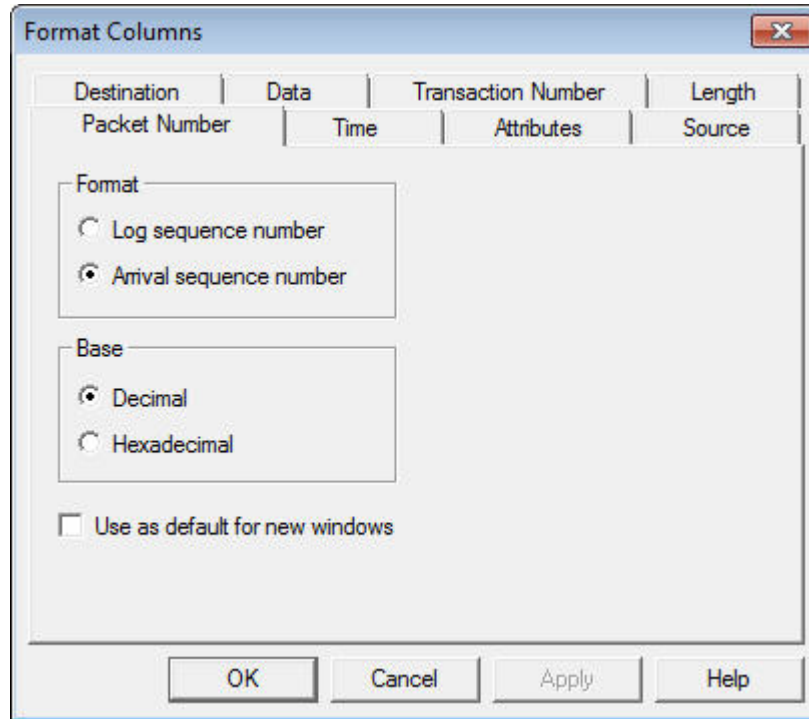 Format Columns
Destination Data Transaction Number Length
Packet Number Time Attributes Source
Format
Log sequence number
Arrival sequence number
Base
Decimal
Hexadecimal
Use as default for new windows
OK Cancel Apply Help